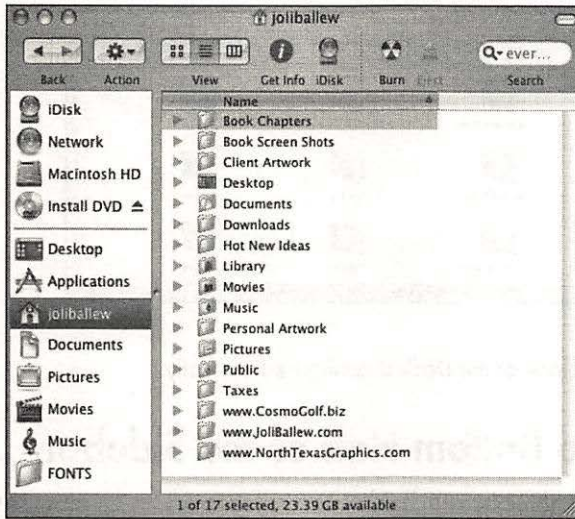 joliballew
Back Action View Get Info iDisk Burn Eject Search
Q▾ ever...
iDisk
Network
Macintosh HD
Install DVD
Desktop
Applications
joliballew
Documents
Pictures
Movies
Music
FONTS
Name
Book Chapters
Book Screen Shots
Client Artwork
Desktop
Documents
Downloads
Hot New Ideas
Library
Movies
Music
Personal Artwork
Pictures
Public
Taxes
www.CosmoGolf.biz
www.JoliBallew.com
www.NorthTexasGraphics.com
1 of 17 selected, 23.39 GB available